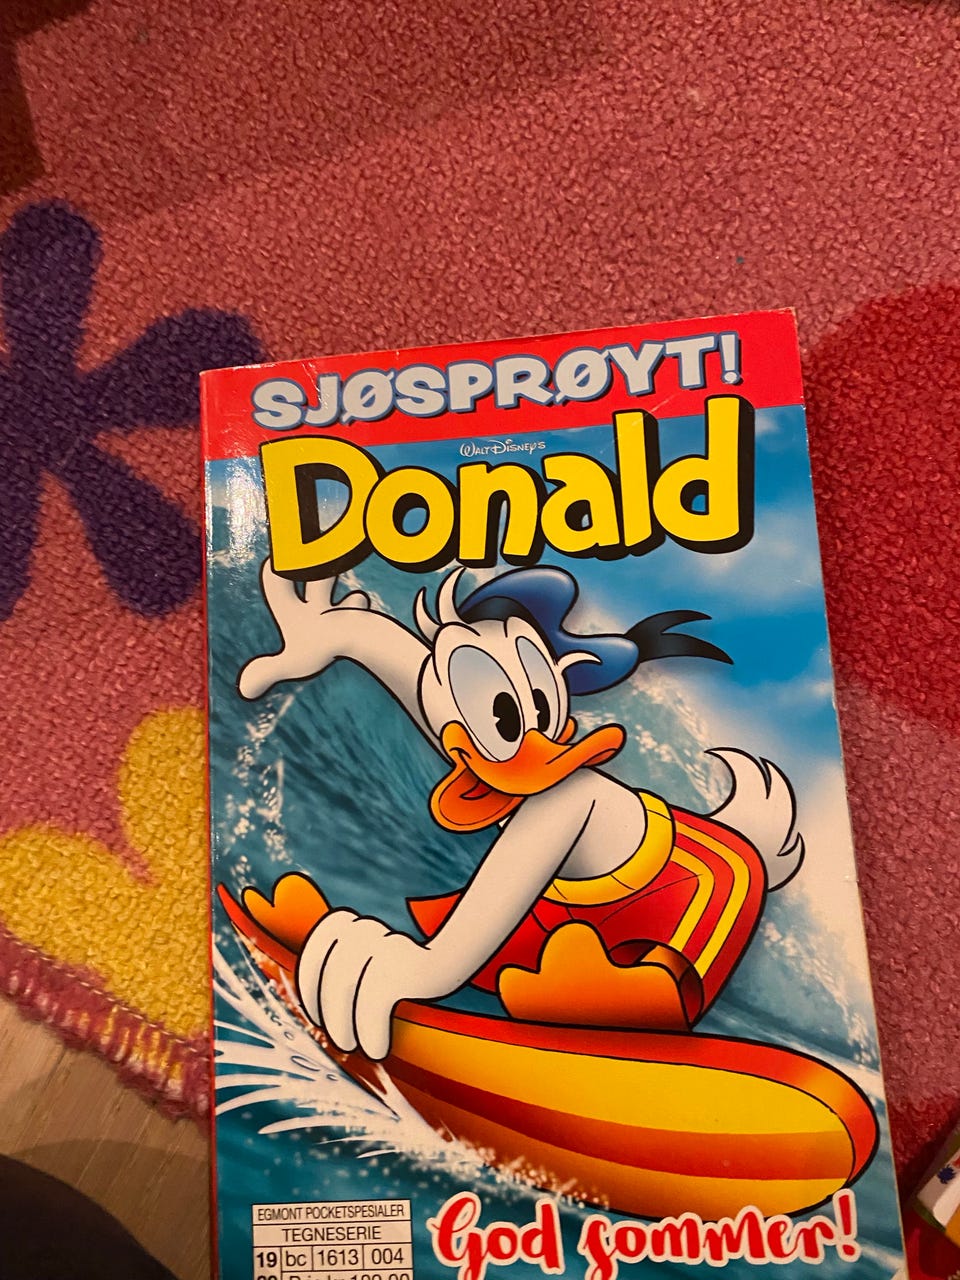 SJØSPRØYT!
WALT DISNEY'S
Donald
EGMONT POCKETSPESIALER
TEGNESERIE
19 bc 1613 004
God sommer!